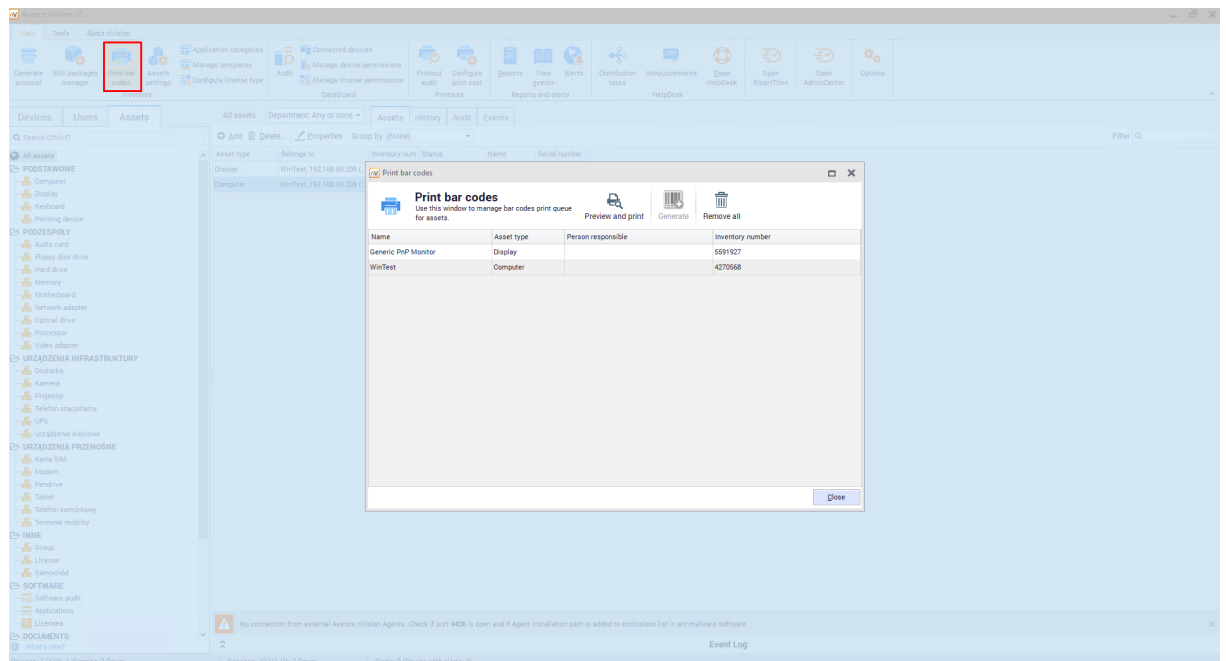 Axence nVision 12
Main Tools About nVision
Generate protocol
MSI packages manager
Print bar codes
Assets settings
Application categories
Manage templates
Configure license type
Inventory
Audit
Connected devices
Manage device permissions
Manage trustee permissions
DataGuard
Printout audit
Configure print cost
Printouts
Reports
View events
Alerts
Reports and alerts
Distribution tasks
Announcements
HelpDesk
Open HelpDesk
Open SmartTime
Open AdminCenter
Options
Devices Users Assets
All assets Department: Any or none Assets History Audit Events
Search (Ctrl+F)
Add Delete... Properties Group by (None) Filter
Asset type Belongs to Inventory num Status Name Serial number
Display WinTest, 192.168.69.206 (...
Computer WinTest, 192.168.69.206 (...
All assets
PODSTAWOWE
Computer
Display
Keyboard
Pointing device
PODZESPOŁY
Audio card
Floppy disk drive
Hard drive
Memory
Motherboard
Network adapter
Optical drive
Processor
Video adapter
URZĄDZENIA INFRASTRUKTURY
Drukarka
Kamera
Projektor
Telefon stacjonarny
UPS
urządzenie sieciowe
URZĄDZENIA PRZENOŚNE
Karta SIM
Modem
Pendrive
Tablet
Telefon komórkowy
Terminal mobilny
INNE
Group
License
Samochód
SOFTWARE
Software audit
Applications
Licenses
DOCUMENTS
What's new?
Print bar codes
Print bar codes
Use this window to manage bar codes print queue
for assets.
Preview and print Generate Remove all
Name Asset type Person responsible Inventory number
Generic PnP Monitor Display 5591927
WinTest Computer 4270568
Close
No connection from external Axence nVision Agents. Check if port 4436 is open and if Agent installation path is added to exclusions list in antimalware software.
Event Log